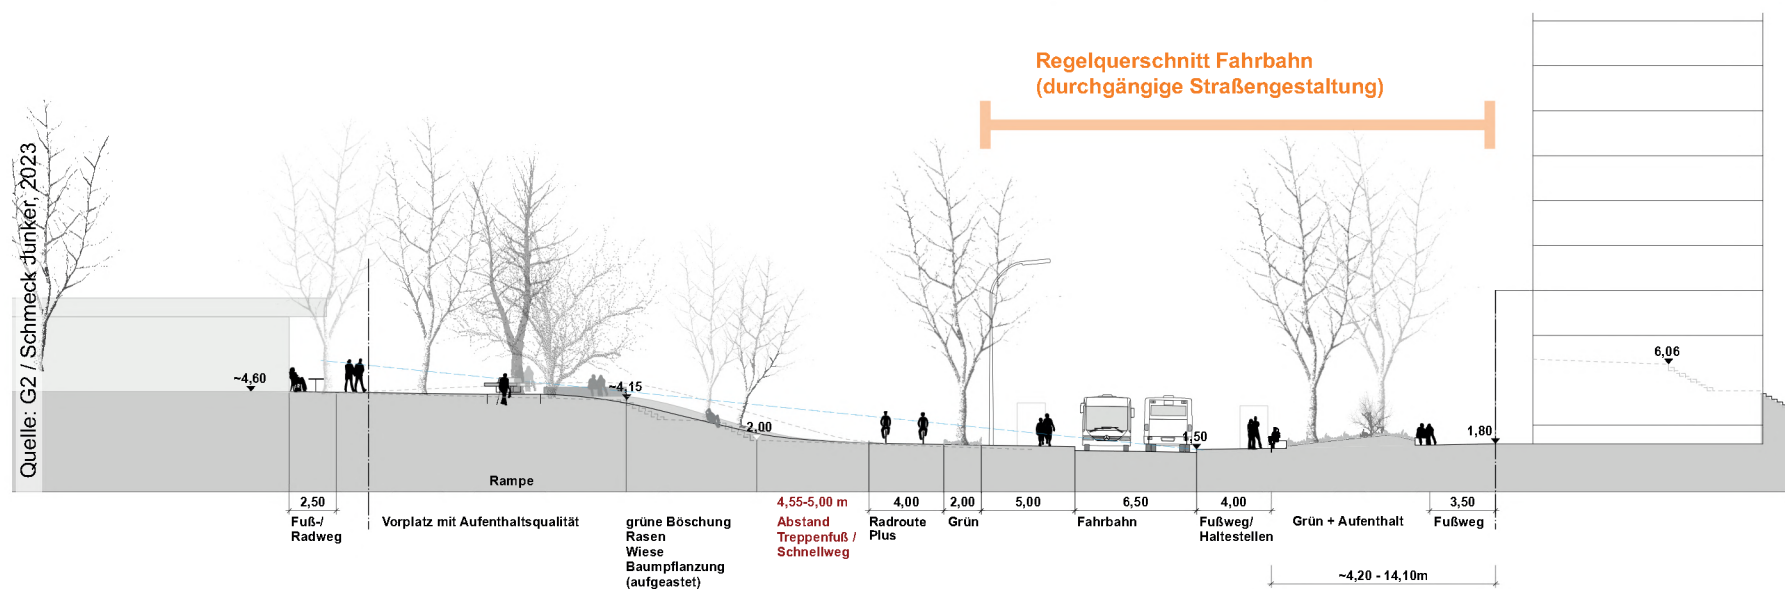 Regelquerschnitt Fahrbahn
(durchgängige Straßengestaltung)
Quelle: G2 / Schmeck Junker, 2023
~4,60
~4,15
2,00
1,80
6,06
Rampe
2,50
4,55-5,00 m
4,00
2,00
5,00
6,50
4,00
3,50
Fuß-/
Radweg
Vorplatz mit Aufenthaltsqualität
grüne Böschung
Rasen
Wiese
Baumpflanzung
(aufgeastet)
Abstand
Treppenfuß /
Schnellweg
Radroute
Plus
Grün
Fahrbahn
Fußweg/
Haltestellen
Grün + Aufenthalt
Fußweg
~4,20 - 14,10m